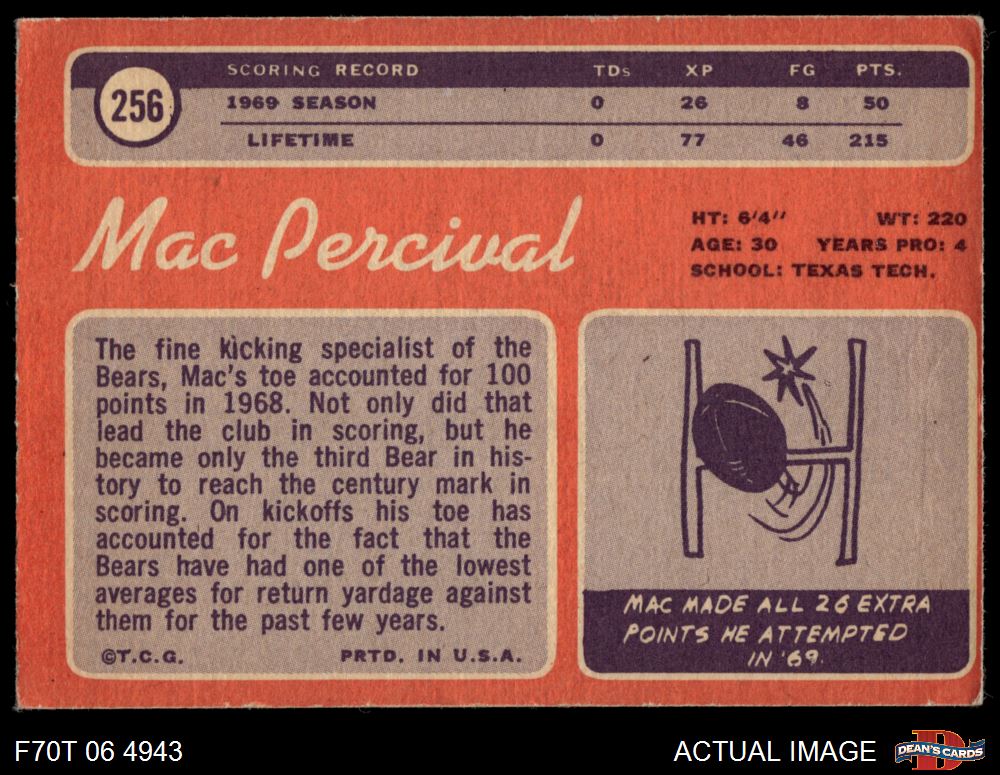 256
SCORING RECORD TDs XP FG PTS.
1969 SEASON 0 26 8 50
LIFETIME 0 77 46 215
Mac Percival
HT: 6'4" WT: 220
AGE: 30 YEARS PRO: 4
SCHOOL: TEXAS TECH.
The fine kicking specialist of the
Bears, Mac's toe accounted for 100
points in 1968. Not only did that
lead the club in scoring, but he
became only the third Bear in his-
tory to reach the century mark in
scoring. On kickoffs his toe has
accounted for the fact that the
Bears have had one of the lowest
averages for return yardage against
them for the past few years.
©T.C.G. PRTD. IN U.S.A.
MAC MADE ALL 26 EXTRA
POINTS HE ATTEMPTED
IN '69.
F70T 06 4943
ACTUAL IMAGE
D
DEAN'S CARDS